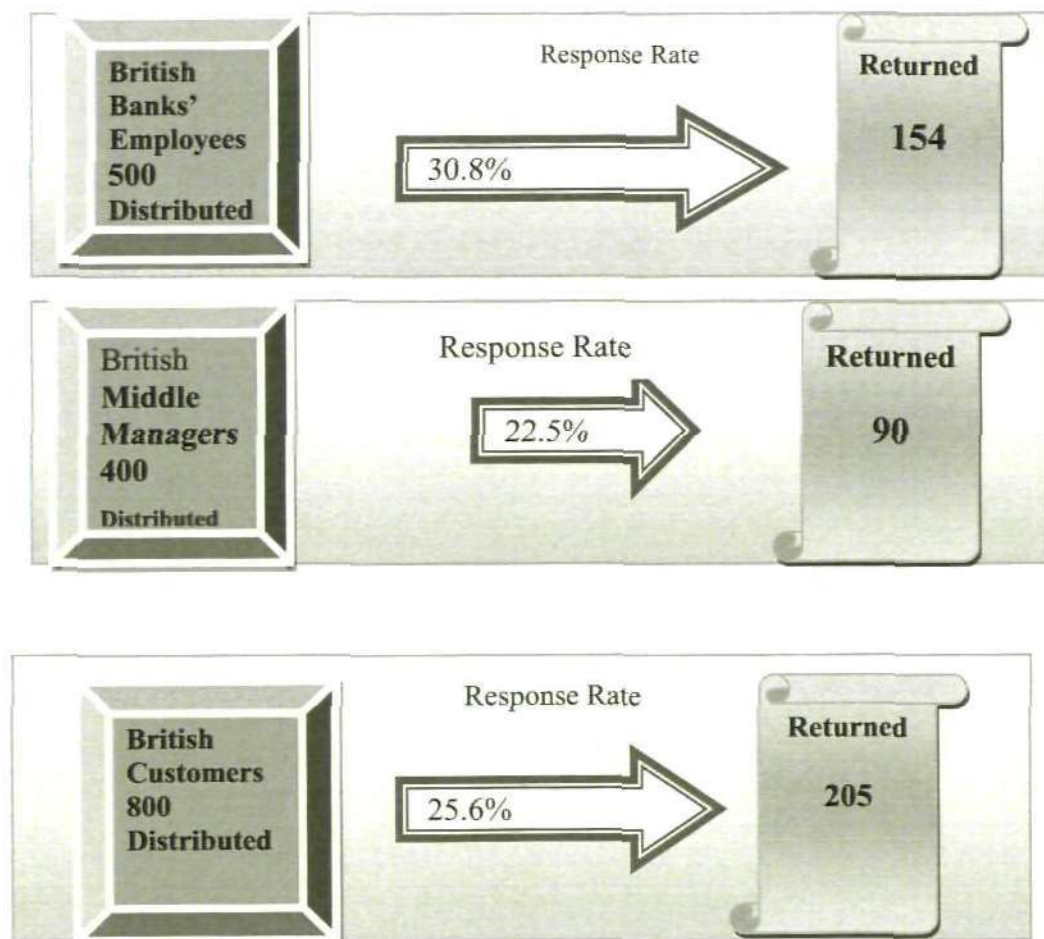 British
Banks'
Employees
500
Distributed
Response Rate
30.8%
Returned
154
British
Middle
Managers
400
Distributed
Response Rate
22.5%
Returned
90
British
Customers
800
Distributed
Response Rate
25.6%
Returned
205